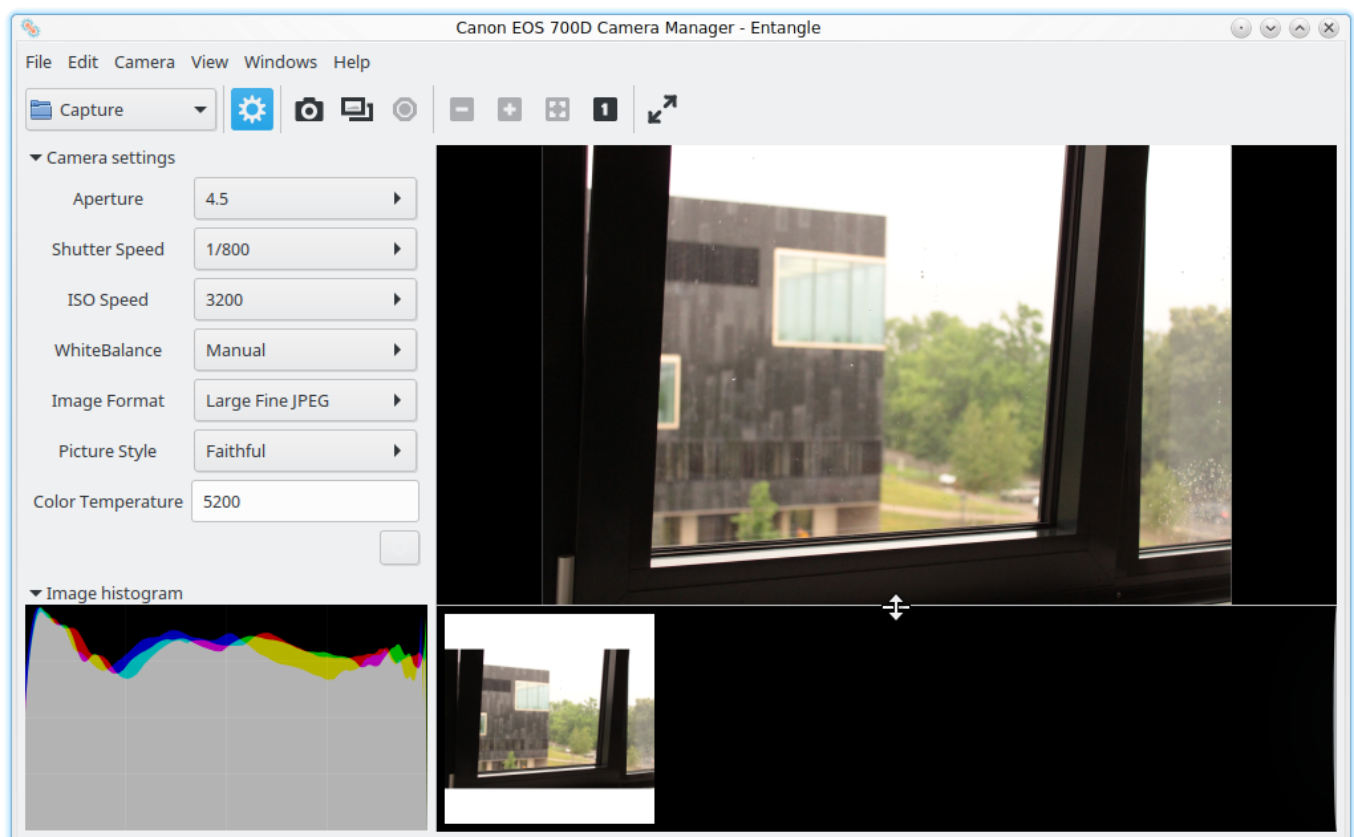 Canon EOS 700D Camera Manager - Entangle
File Edit Camera View Windows Help
Capture
1
Camera settings
Aperture 4.5
Shutter Speed 1/800
ISO Speed 3200
WhiteBalance Manual
Image Format Large Fine JPEG
Picture Style Faithful
Color Temperature 5200
Image histogram